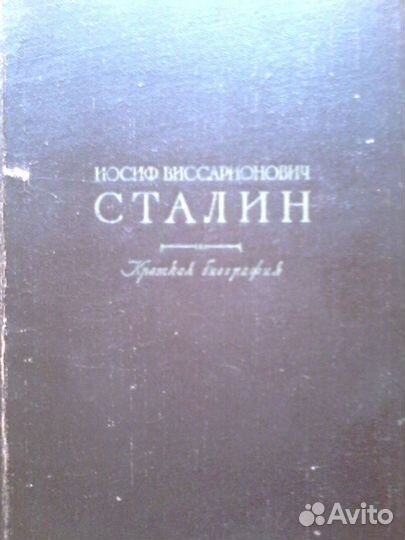 ИОСИФ ВИССАРИОНОВИЧ
СТАЛИН
Краткая биография
Avito